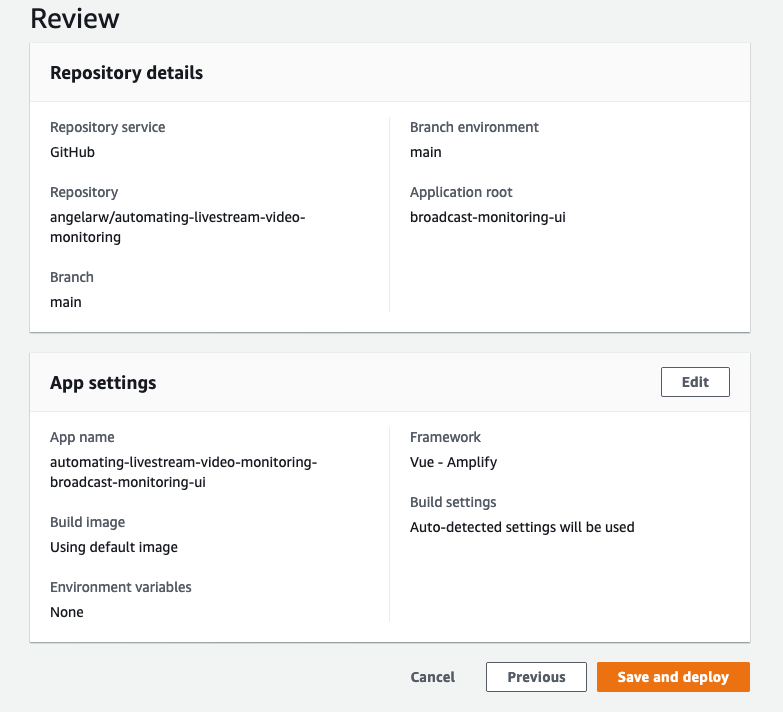 Review
Repository details
Repository service
GitHub
Repository
angelarw/automating-livestream-video-
monitoring
Branch
main
Branch environment
main
Application root
broadcast-monitoring-ui
App settings
Edit
App name
automating-livestream-video-monitoring-
broadcast-monitoring-ui
Build image
Using default image
Environment variables
None
Framework
Vue - Amplify
Build settings
Auto-detected settings will be used
Cancel
Previous
Save and deploy